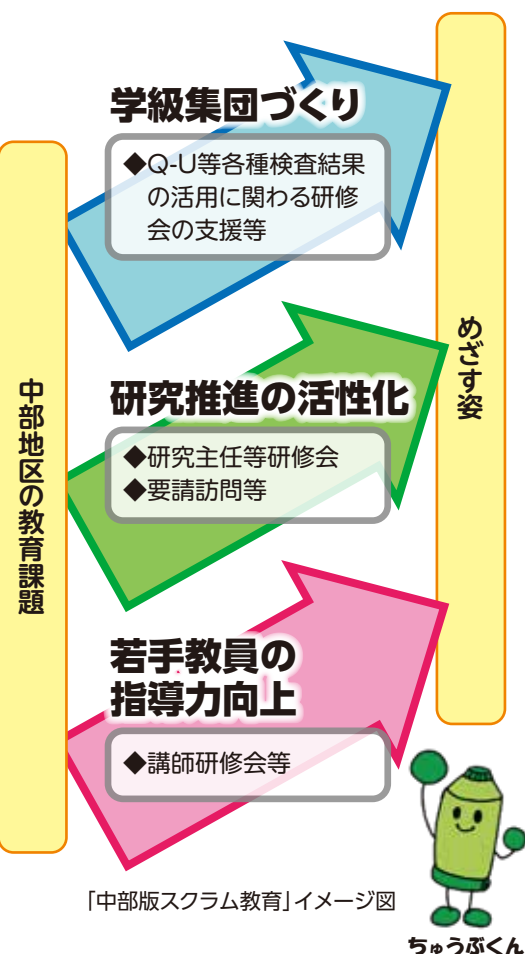 中部地区の教育課題
学級集団づくり
◆Q-U等各種検査結果
の活用に関わる研修
会の支援等
研究推進の活性化
◆研究主任等研修会
◆要請訪問等
若手教員の
指導力向上
◆講師研修会等
めざす姿
「中部版スクラム教育」イメージ図
ちゅうぶくん